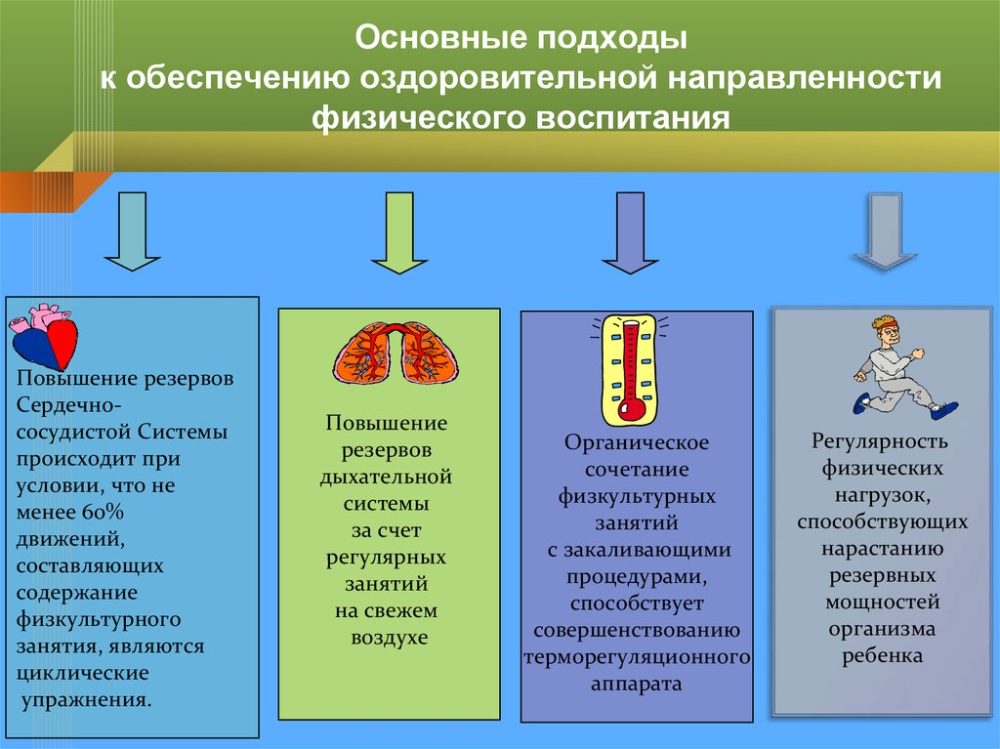 Основные подходы
к обеспечению оздоровительной направленности
физического воспитания
Повышение резервов
Сердечно-
сосудистой Системы
происходит при
условии, что не
менее 60%
движений,
составляющих
содержание
физкультурного
занятия, являются
циклические
упражнения.
Повышение
резервов
дыхательной
системы
за счет
регулярных
занятий
на свежем
воздухе
Органическое
сочетание
физкультурных
занятий
с закаливающими
процедурами,
способствует
совершенствованию
терморегуляционного
аппарата
Регулярность
физических
нагрузок,
способствующих
нарастанию
резервных
мощностей
организма
ребенка